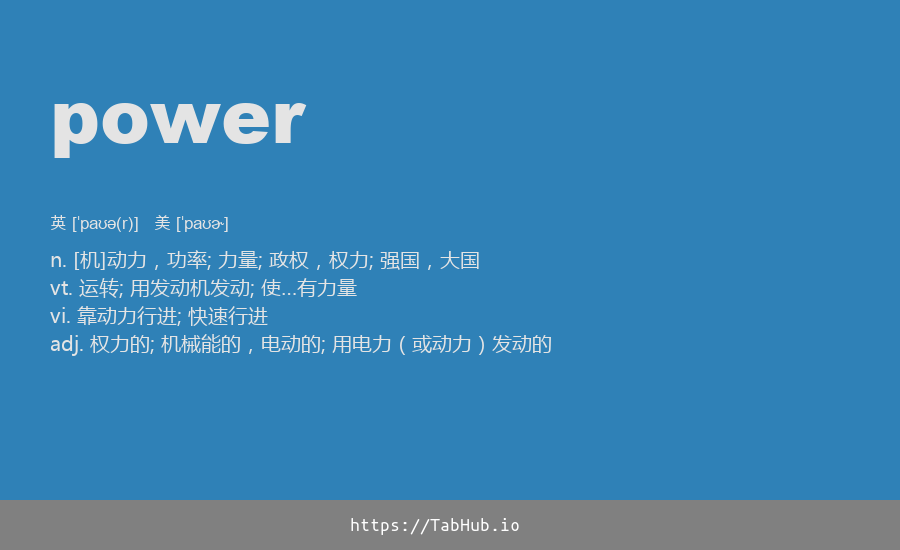 power
英 [ˈpaʊə(r)] 美 [ˈpaʊɚ]
n. [机]动力，功率; 力量; 政权，权力; 强国，大国
vt. 运转; 用发动机发动; 使…有力量
vi. 靠动力行进; 快速行进
adj. 权力的; 机械能的，电动的; 用电力（或动力）发动的
https://TabHub.io